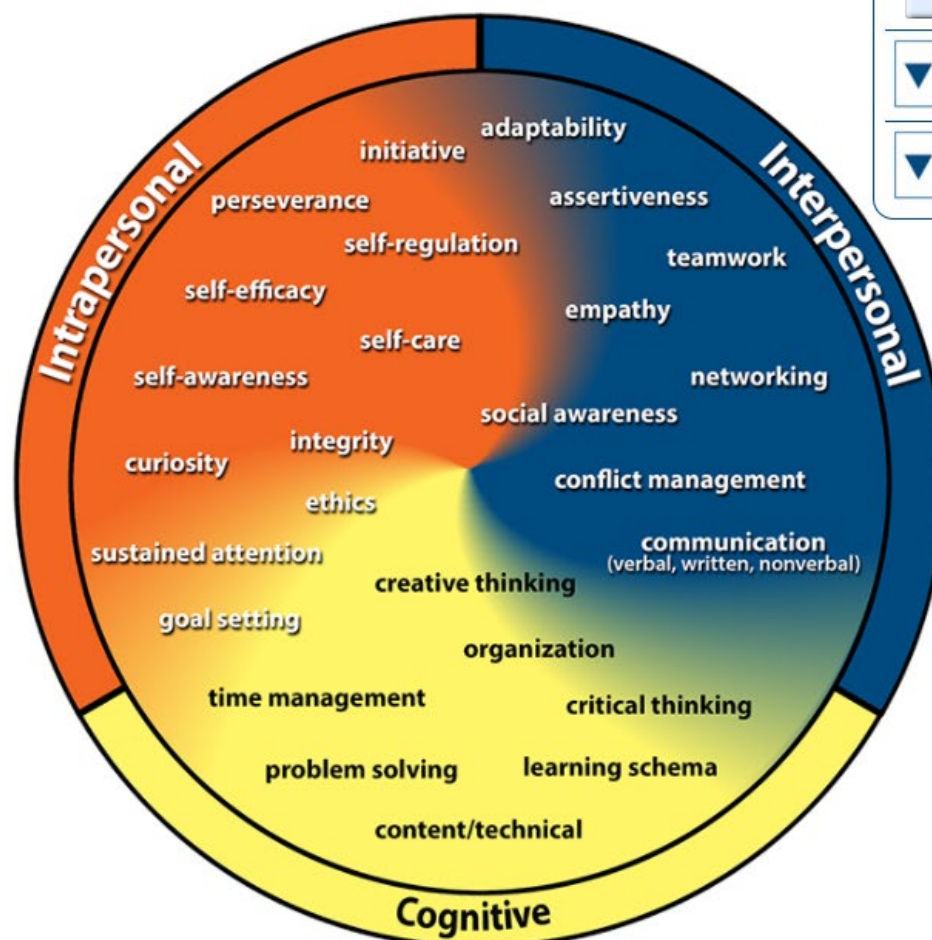 Intrapersonal
Interpersonal
adaptability
initiative
assertiveness
perseverance
self-regulation
teamwork
self-efficacy
empathy
self-care
self-awareness
networking
social awareness
integrity
curiosity
conflict management
ethics
communication
(verbal, written, nonverbal)
sustained attention
creative thinking
goal setting
organization
time management
critical thinking
problem solving
learning schema
content/technical
Cognitive